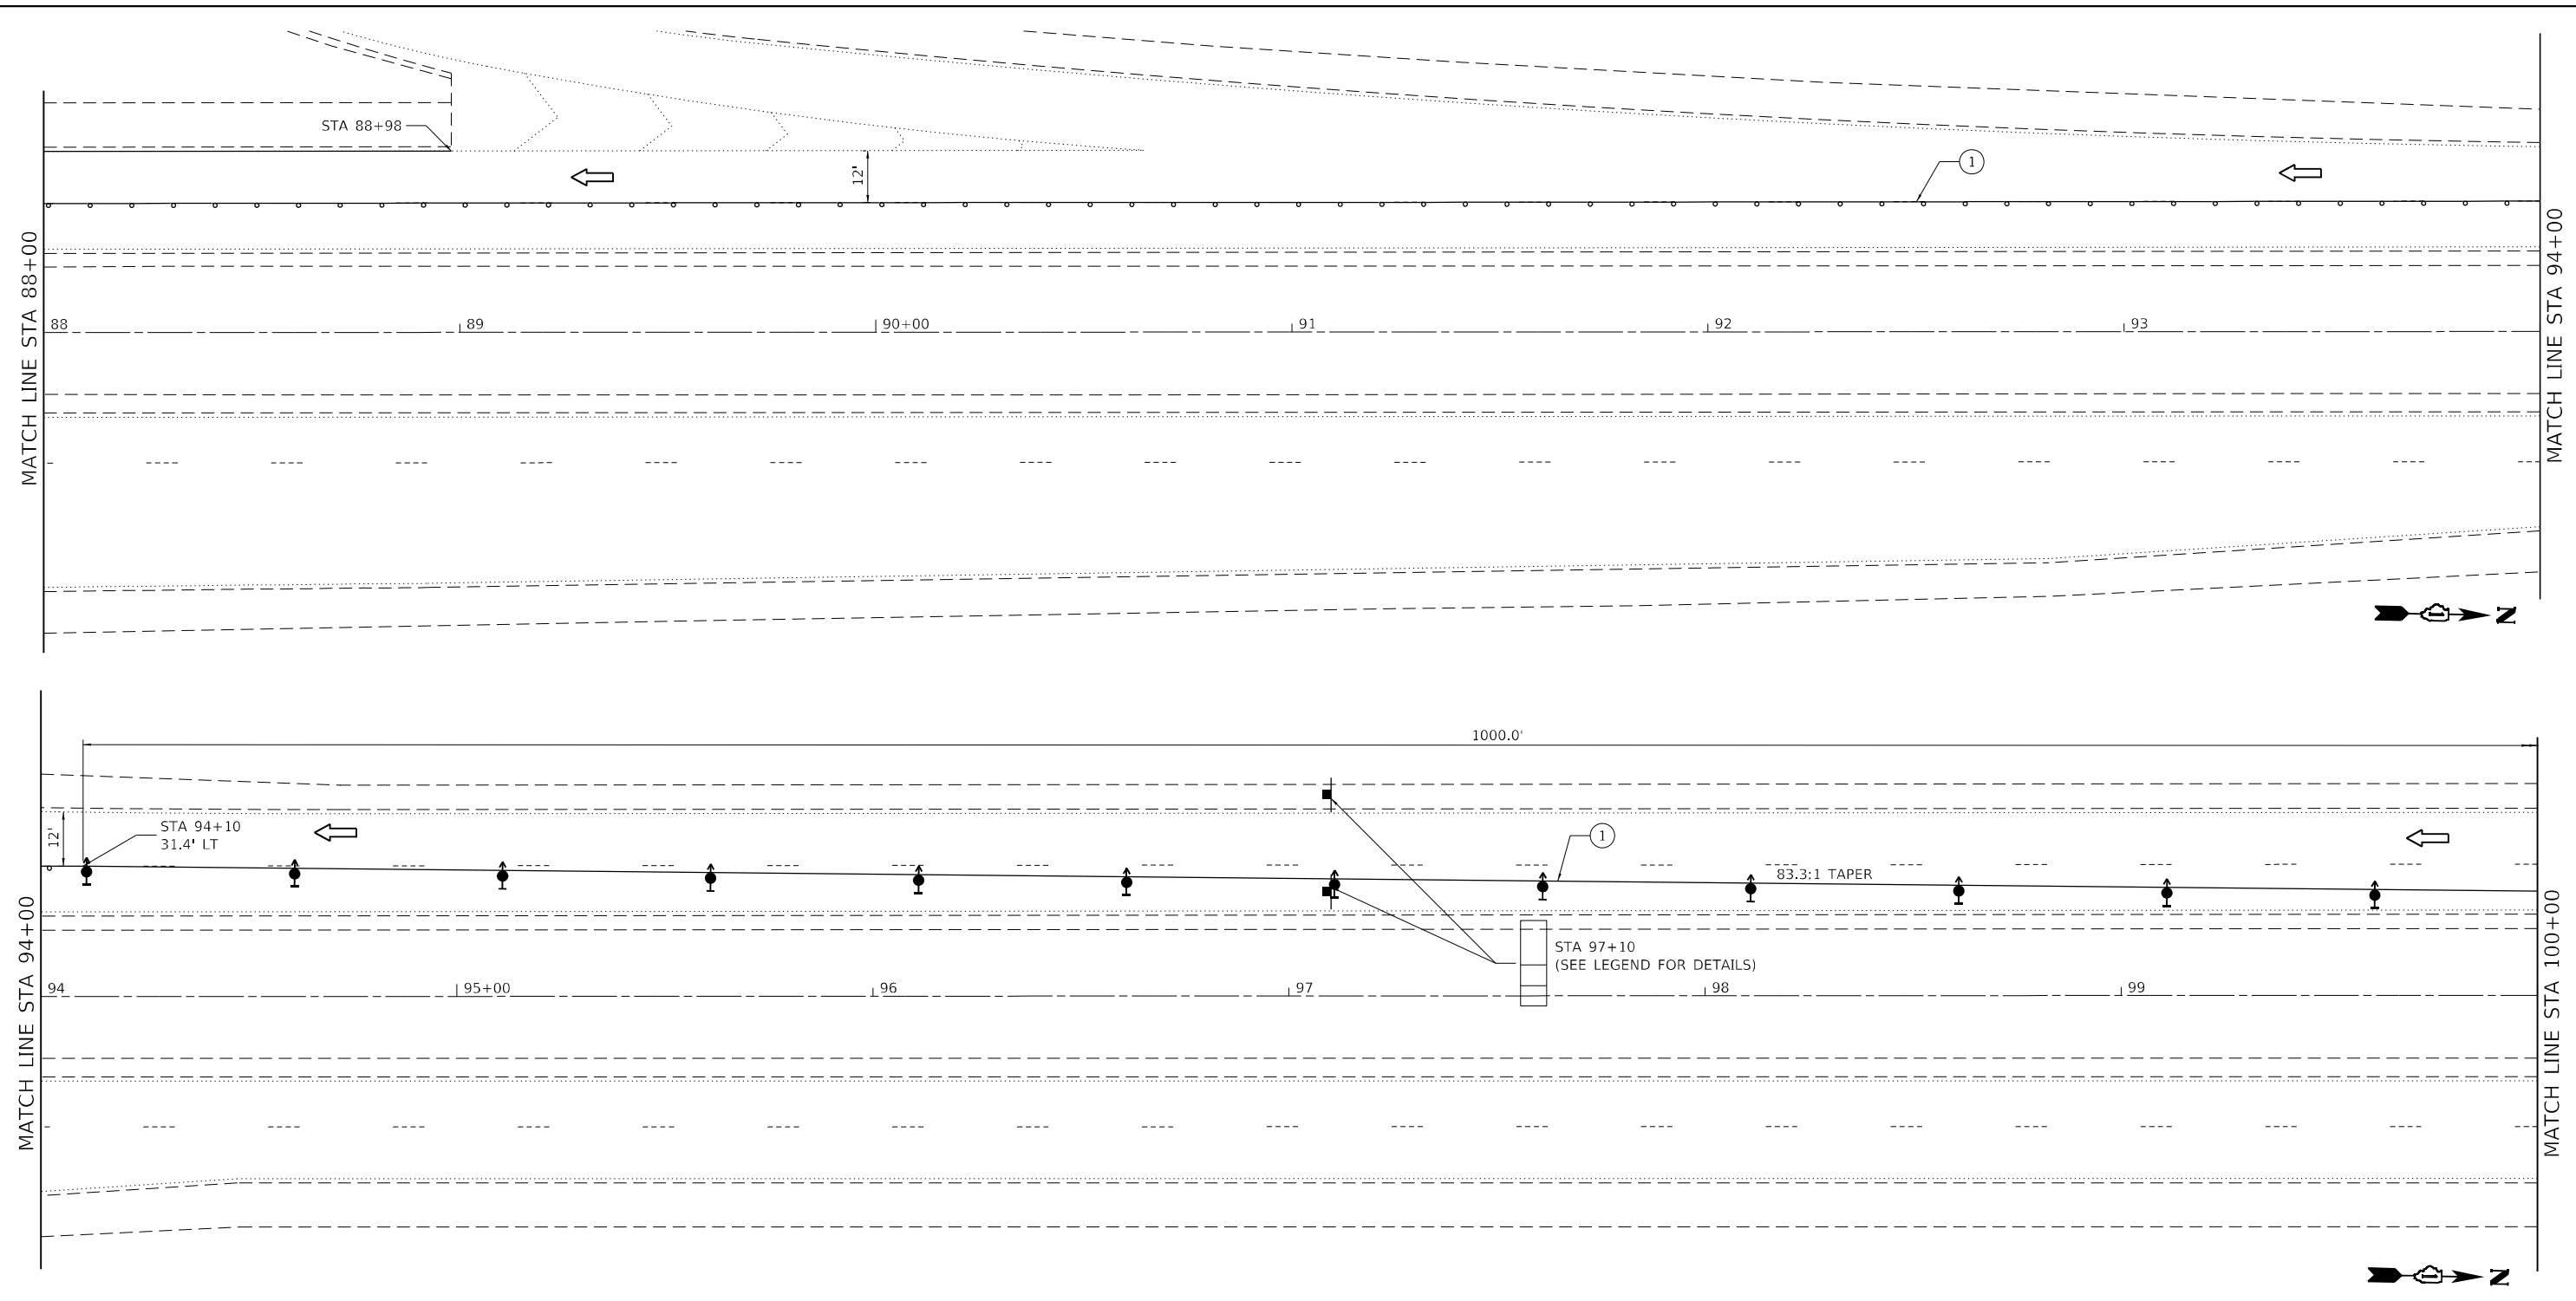 STA 88+98
12'
1
MATCH LINE STA 88+00
MATCH LINE STA 94+00
88
89
90+00
91
92
93
N
1000.0'
12'
STA 94+10
31.4' LT
1
83.3:1 TAPER
STA 97+10
(SEE LEGEND FOR DETAILS)
MATCH LINE STA 94+00
MATCH LINE STA 100+00
94
95+00
96
97
98
99
N